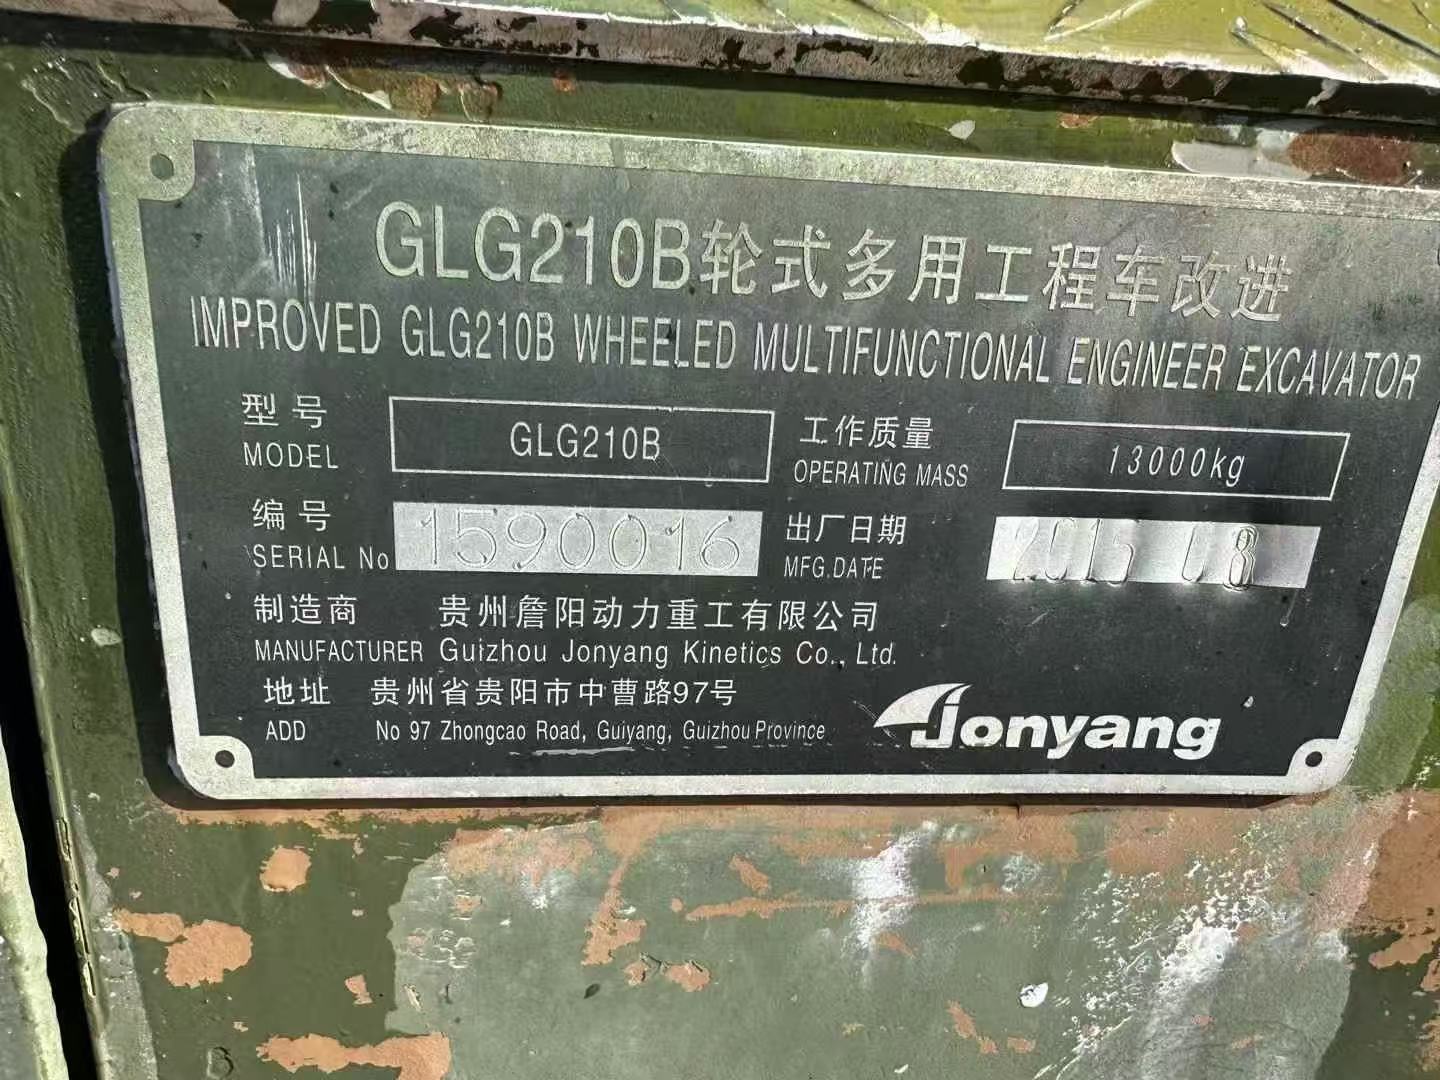 GLG210B轮式多用工程车改进
IMPROVED GLG210B WHEELED MULTIFUNCTIONAL ENGINEER EXCAVATOR
型号 GLG210B 工作质量 13000kg
MODEL OPERATING MASS
编号 1590016 出厂日期 2015 08
SERIAL No MFG.DATE
制造商 贵州詹阳动力重工有限公司
MANUFACTURER Guizhou Jonyang Kinetics Co., Ltd.
地址 贵州省贵阳市中曹路97号
ADD No 97 Zhongcao Road, Guiyang, Guizhou Province
Jonyang